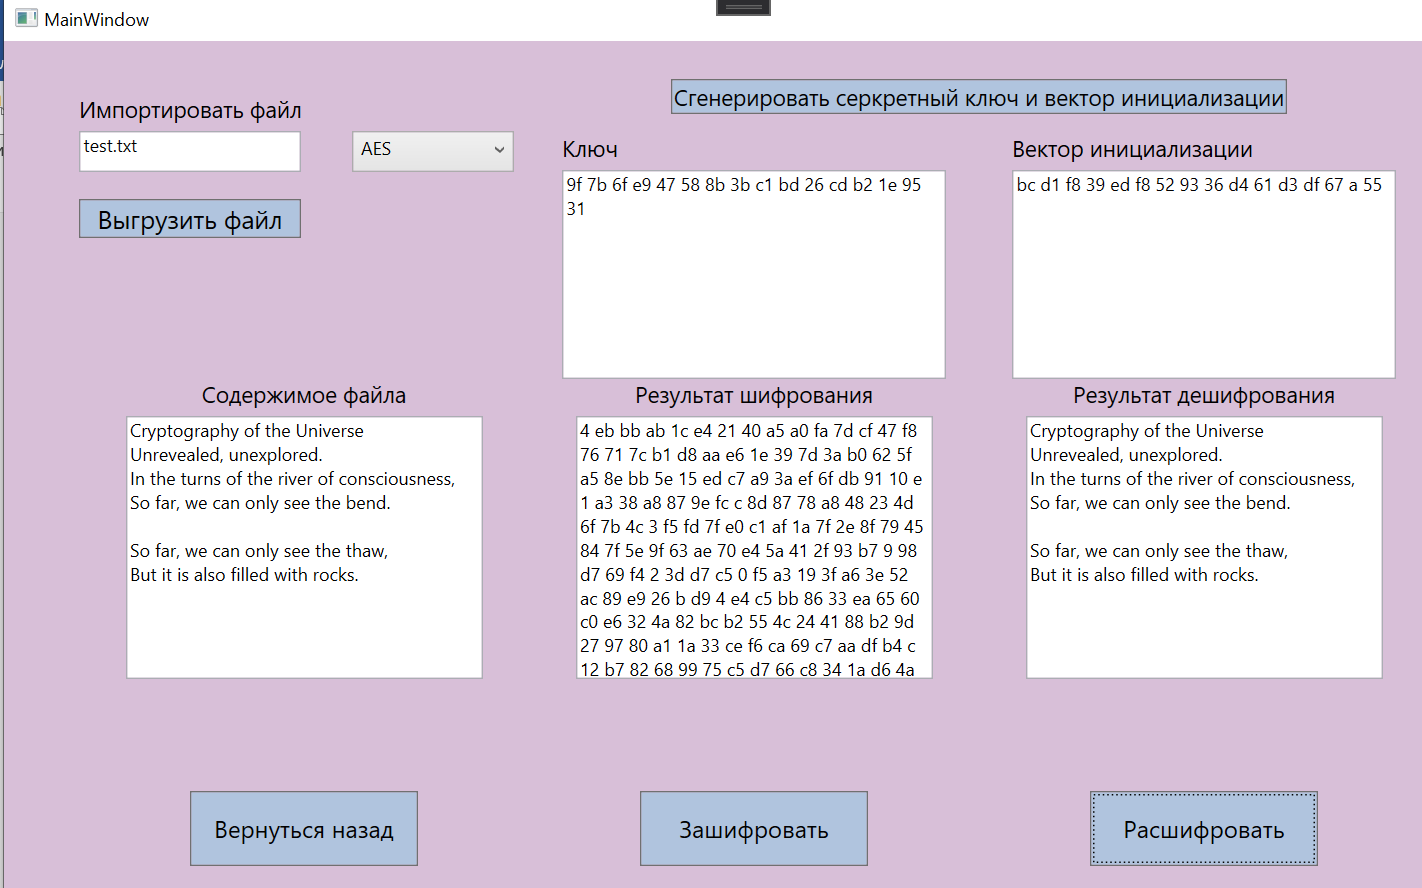 MainWindow
Сгенерировать серкретный ключ и вектор инициализации
Импортировать файл
test.txt
AES
Выгрузить файл
Ключ
9f 7b 6f e9 47 58 8b 3b c1 bd 26 cd b2 1e 95
31
Вектор инициализации
bc d1 f8 39 ed f8 52 93 36 d4 61 d3 df 67 a 55
Содержимое файла
Cryptography of the Universe
Unrevealed, unexplored.
In the turns of the river of consciousness,
So far, we can only see the bend.
So far, we can only see the thaw,
But it is also filled with rocks.
Результат шифрования
4 eb bb ab 1c e4 21 40 a5 a0 fa 7d cf 47 f8
76 71 7c b1 d8 aa e6 1e 39 7d 3a b0 62 5f
a5 8e bb 5e 15 ed c7 a9 3a ef 6f db 91 10 e
1 a3 38 a8 87 9e fc c 8d 87 78 a8 48 23 4d
6f 7b 4c 3 f5 fd 7f e0 c1 af 1a 7f 2e 8f 79 45
84 7f 5e 9f 63 ae 70 e4 5a 41 2f 93 b7 9 98
d7 69 f4 2 3d d7 c5 0 f5 a3 19 3f a6 3e 52
ac 89 e9 26 b d9 4 e4 c5 bb 86 33 ea 65 60
c0 e6 32 4a 82 bc b2 55 4c 24 41 88 b2 9d
27 97 80 a1 1a 33 ce f6 ca 69 c7 aa df b4 c
12 b7 82 68 99 75 c5 d7 66 c8 34 1a d6 4a
Результат дешифрования
Cryptography of the Universe
Unrevealed, unexplored.
In the turns of the river of consciousness,
So far, we can only see the bend.
So far, we can only see the thaw,
But it is also filled with rocks.
Вернуться назад
Зашифровать
Расшифровать